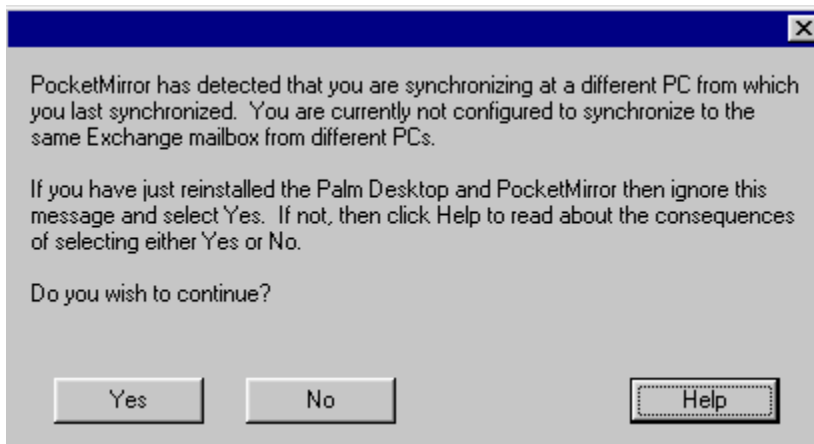 PocketMirror has detected that you are synchronizing at a different PC from which
you last synchronized. You are currently not configured to synchronize to the
same Exchange mailbox from different PCs.
If you have just reinstalled the Palm Desktop and PocketMirror then ignore this
message and select Yes. If not, then click Help to read about the consequences
of selecting either Yes or No.
Do you wish to continue?
Yes No Help